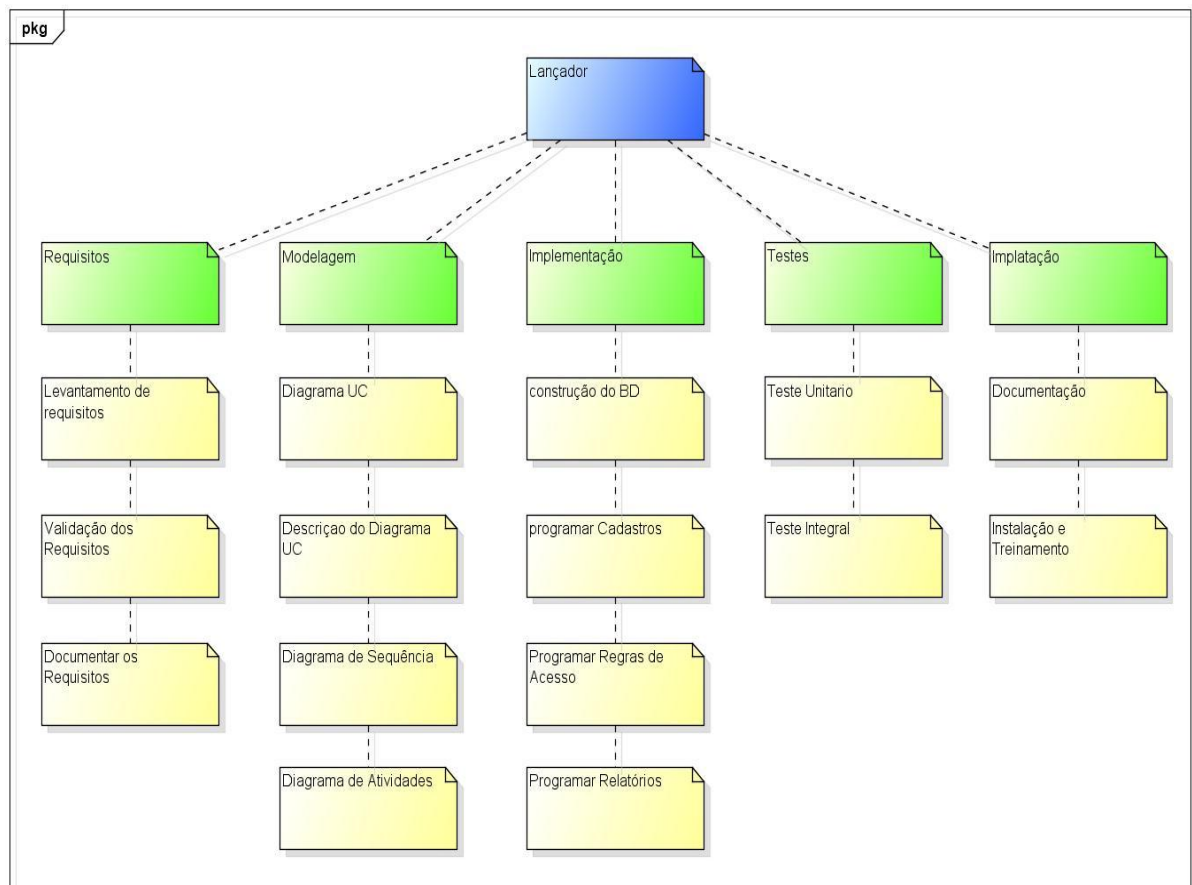 pkg
Lançador
Requisitos
Modelagem
Implementação
Testes
Implatação
Levantamento de
requisitos
Diagrama UC
construção do BD
Teste Unitario
Documentação
Validação dos
Requisitos
Descriçao do Diagrama
UC
programar Cadastros
Teste Integral
Instalação e
Treinamento
Documentar os
Requisitos
Diagrama de Sequência
Programar Regras de
Acesso
Diagrama de Atividades
Programar Relatórios